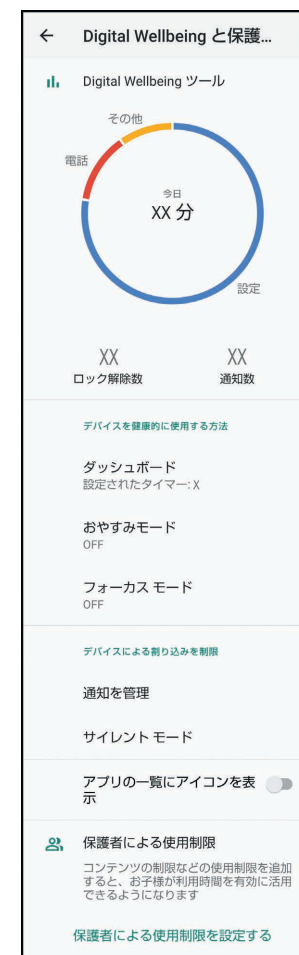 Digital Wellbeing と保護...
Digital Wellbeing ツール
その他
電話
今日
XX 分
設定
XX XX
ロック解除数 通知数
デバイスを健康的に使用する方法
ダッシュボード
設定されたタイマー: X
おやすみモード
OFF
フォーカス モード
OFF
デバイスによる割り込みを制限
通知を管理
サイレント モード
アプリの一覧にアイコンを表
示
保護者による使用制限
コンテンツの制限などの使用制限を追加
すると、お子様が利用時間を有効に活用
できるようになります
保護者による使用制限を設定する